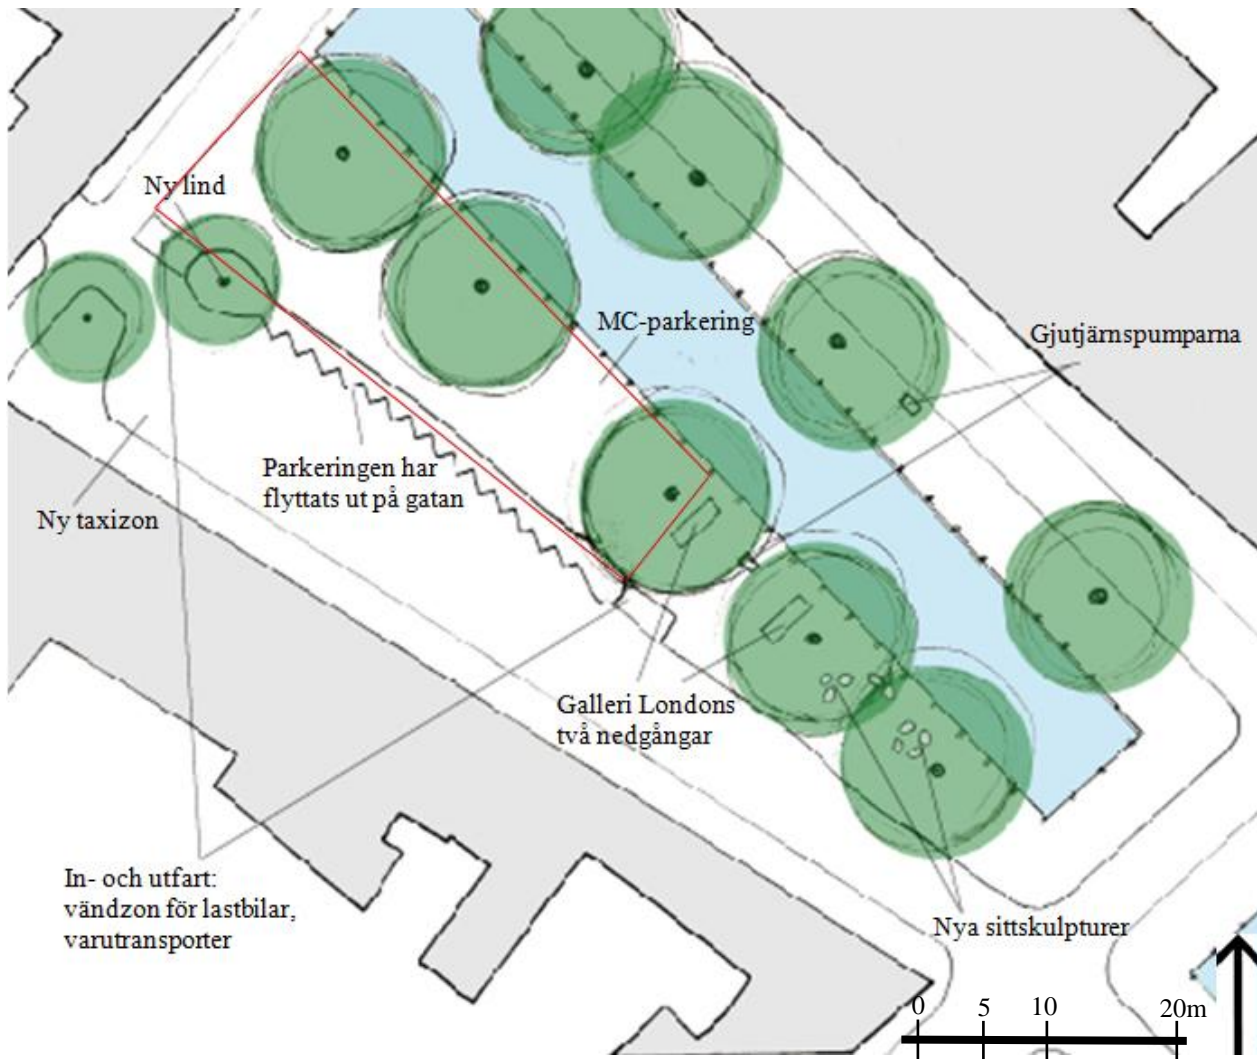 Ny lind
MC-parkering
Gjutjärnspumparna
Parkeringen har
flyttats ut på gatan
Ny taxizon
Galleri Londons
två nedgångar
In- och utfart:
vändzon för lastbilar,
varutransporter
Nya sittskulpturer
0 5 10 20m